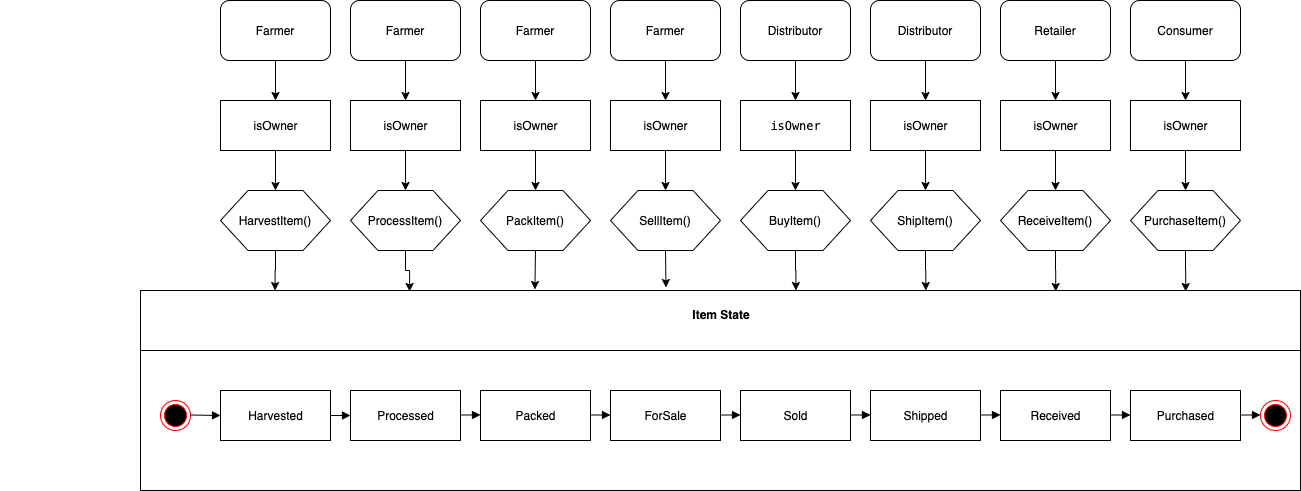 Farmer Farmer Farmer Farmer Distributor Distributor Retailer Consumer
isOwner isOwner isOwner isOwner isOwner isOwner isOwner isOwner
HarvestItem() ProcessItem() PackItem() SellItem() BuyItem() ShipItem() ReceiveItem() PurchaseItem()
Item State
Harvested Processed Packed ForSale Sold Shipped Received Purchased